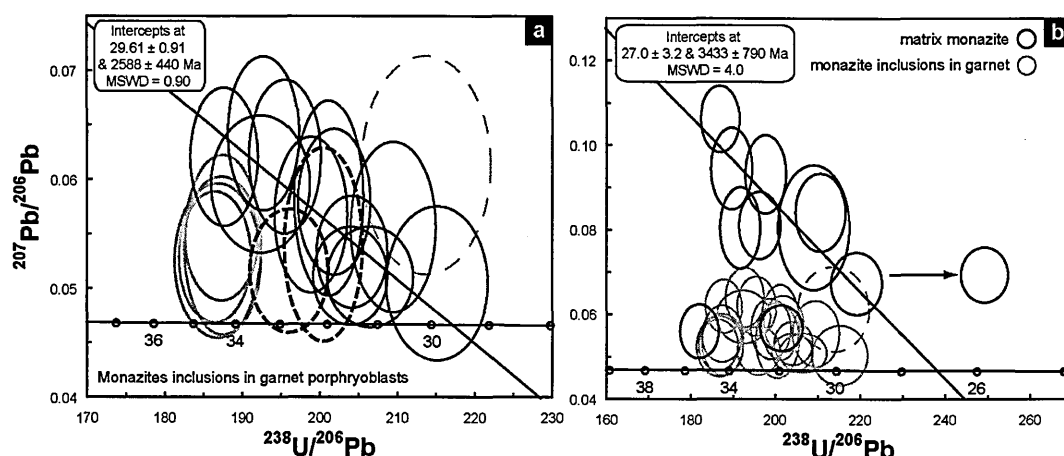 a
Intercepts at
29.61 ± 0.91
& 2588 ± 440 Ma
MSWD = 0.90
0.07
0.06
0.05
0.04
207Pb/206Pb
36
34
30
Monazites inclusions in garnet porphryoblasts
170
180
190
200
210
220
230
238U/206Pb
b
Intercepts at
27.0 ± 3.2 & 3433 ± 790 Ma
MSWD = 4.0
matrix monazite
monazite inclusions in garnet
0.12
0.10
0.08
0.06
0.04
38
34
30
26
160
180
200
220
240
260
238U/206Pb